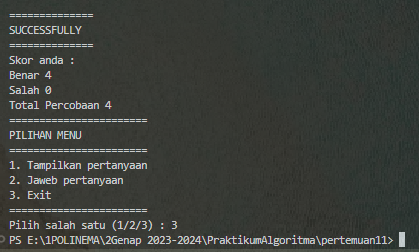 ==============
SUCCESSFULLY
==============
Skor anda :
Benar 4
Salah 0
Total Percobaan 4
=======================
PILIHAN MENU
=======================
1. Tampilkan pertanyaan
2. Jaweb pertanyaan
3. Exit
=======================
Pilih salah satu (1/2/3) : 3
PS E:\1POLINEMA\2Genap 2023-2024\PraktikumAlgoritma\pertemuan11>